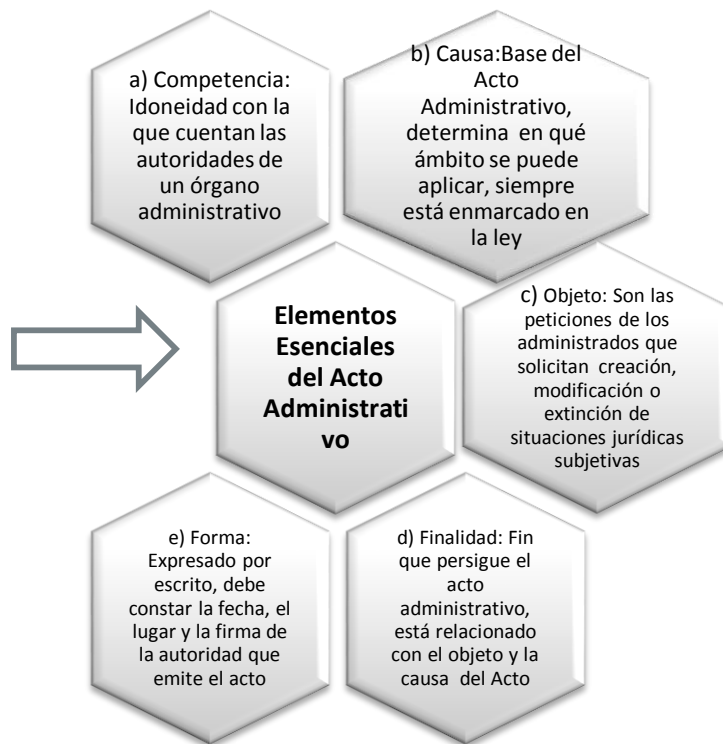 a) Competencia:
Idoneidad con la
que cuentan las
autoridades de
un órgano
administrativo
b) Causa:Base del
Acto
Administrativo,
determina en qué
ámbito se puede
aplicar, siempre
está enmarcado en
la ley
Elementos
Esenciales
del Acto
Administrati
vo
c) Objeto: Son las
peticiones de los
administrados que
solicitan creación,
modificación o
extinción de
situaciones jurídicas
subjetivas
e) Forma:
Expresado por
escrito, debe
constar la fecha, el
lugar y la firma de
la autoridad que
emite el acto
d) Finalidad: Fin
que persigue el
acto
administrativo,
está relacionado
con el objeto y la
causa del Acto